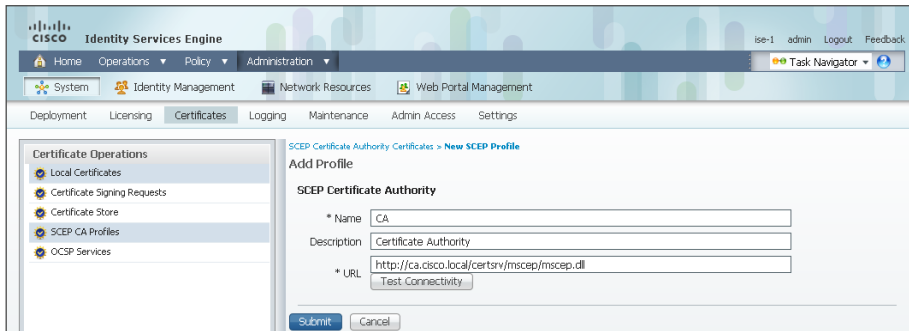 CISCO Identity Services Engine
ise-1 admin Logout Feedback
Home Operations Policy Administration
Task Navigator
System Identity Management Network Resources Web Portal Management
Deployment Licensing Certificates Logging Maintenance Admin Access Settings
Certificate Operations
Local Certificates
Certificate Signing Requests
Certificate Store
SCEP CA Profiles
OCSP Services
SCEP Certificate Authority Certificates > New SCEP Profile
Add Profile
SCEP Certificate Authority
* Name CA
Description Certificate Authority
* URL http://ca.cisco.local/certsrv/mscep/mscep.dll
Test Connectivity
Submit Cancel